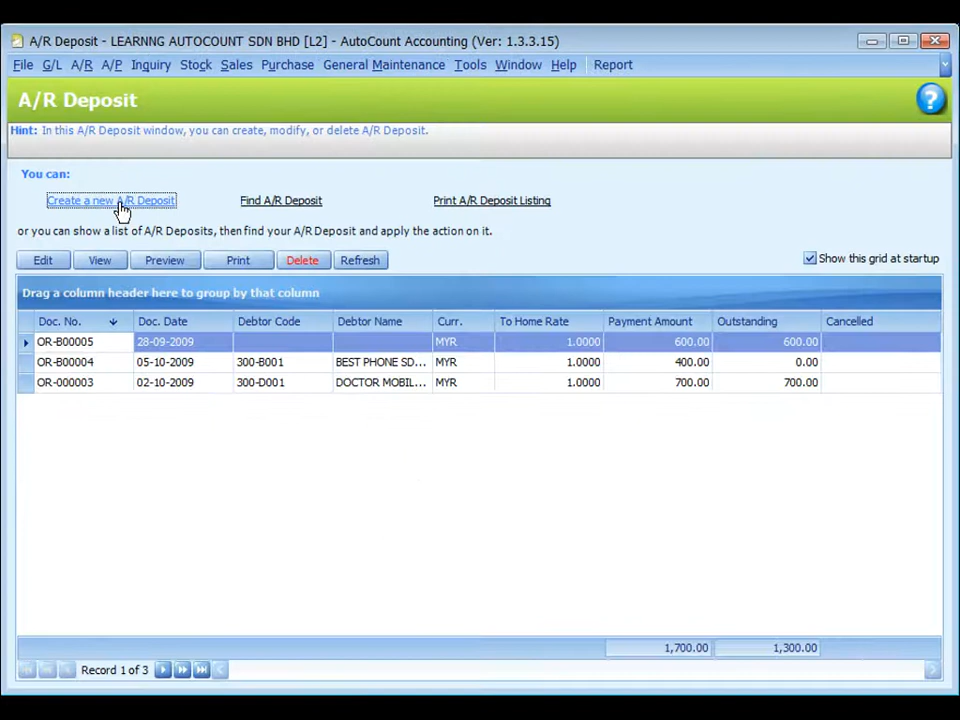 A/R Deposit - LEARNNG AUTOCOUNT SDN BHD [L2] - AutoCount Accounting (Ver: 1.3.3.15)
File G/L A/R A/P Inquiry Stock Sales Purchase General Maintenance Tools Window Help Report
A/R Deposit
?
Hint: In this A/R Deposit window, you can create, modify, or delete A/R Deposit.
You can:
Create a new A/R Deposit Find A/R Deposit Print A/R Deposit Listing
or you can show a list of A/R Deposits, then find your A/R Deposit and apply the action on it.
Edit View Preview Print Delete Refresh Show this grid at startup
Drag a column header here to group by that column
Doc. No. Doc. Date Debtor Code Debtor Name Curr. To Home Rate Payment Amount Outstanding Cancelled
OR-B00005 28-09-2009 MYR 1.0000 600.00 600.00
OR-B00004 05-10-2009 300-B001 BEST PHONE SD... MYR 1.0000 400.00 0.00
OR-000003 02-10-2009 300-D001 DOCTOR MOBIL... MYR 1.0000 700.00 700.00
1,700.00 1,300.00
Record 1 of 3